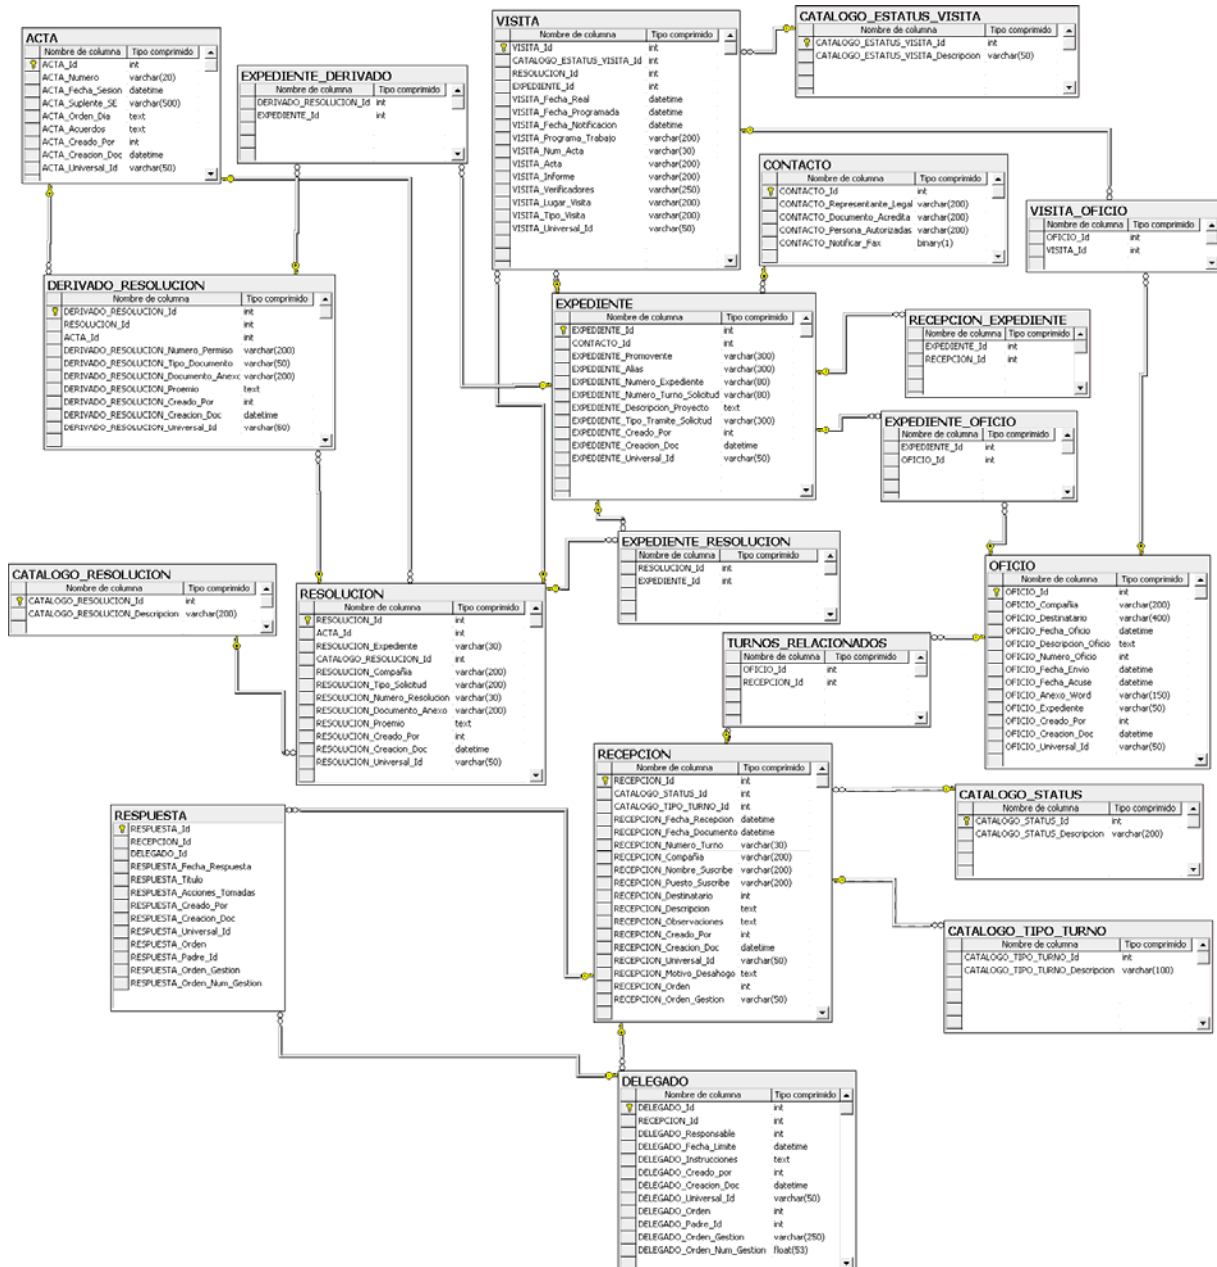 ACTA
Nombre de columna Tipo comprimido
ACTA_Id int
ACTA_Numero varchar(20)
ACTA_Fecha_Sesion datetime
ACTA_Suplente_SE varchar(500)
ACTA_Orden_Dia text
ACTA_Acuerdos text
ACTA_Creado_Por int
ACTA_Creacion_Doc datetime
ACTA_Universal_Id varchar(50)
EXPEDIENTE_DERIVADO
Nombre de columna Tipo comprimido
DERIVADO_RESOLUCION_Id int
EXPEDIENTE_Id int
VISITA
Nombre de columna Tipo comprimido
VISITA_Id int
CATALOGO_ESTATUS_VISITA_Id int
RESOLUCION_Id int
EXPEDIENTE_Id int
VISITA_Fecha_Real datetime
VISITA_Fecha_Programada datetime
VISITA_Fecha_Notificacion datetime
VISITA_Programa_Trabajo varchar(200)
VISITA_Num_Acta varchar(30)
VISITA_Acta varchar(200)
VISITA_Informe varchar(200)
VISITA_Verificadores varchar(250)
VISITA_Lugar_Visita varchar(200)
VISITA_Tipo_Visita varchar(200)
VISITA_Universal_Id varchar(50)
CATALOGO_ESTATUS_VISITA
Nombre de columna Tipo comprimido
CATALOGO_ESTATUS_VISITA_Id int
CATALOGO_ESTATUS_VISITA_Descripcion varchar(50)
CONTACTO
Nombre de columna Tipo comprimido
CONTACTO_Id int
CONTACTO_Representante_Legal varchar(200)
CONTACTO_Documento_Acredita varchar(200)
CONTACTO_Persona_Autorizadas varchar(200)
CONTACTO_Notificar_Fax binary(1)
VISITA_OFICIO
Nombre de columna Tipo comprimido
OFICIO_Id int
VISITA_Id int
DERIVADO_RESOLUCION
Nombre de columna Tipo comprimido
DERIVADO_RESOLUCION_Id int
RESOLUCION_Id int
ACTA_Id int
DERIVADO_RESOLUCION_Numero_Permiso varchar(200)
DERIVADO_RESOLUCION_Tipo_Documento varchar(50)
DERIVADO_RESOLUCION_Documento_Anexo varchar(200)
DERIVADO_RESOLUCION_Proemio text
DERIVADO_RESOLUCION_Creado_Por int
DERIVADO_RESOLUCION_Creacion_Doc datetime
DERIVADO_RESOLUCION_Universal_Id varchar(60)
EXPEDIENTE
Nombre de columna Tipo comprimido
EXPEDIENTE_Id int
CONTACTO_Id int
EXPEDIENTE_Promovente varchar(300)
EXPEDIENTE_Alias varchar(300)
EXPEDIENTE_Numero_Expediente varchar(80)
EXPEDIENTE_Numero_Turno_Solicitud varchar(80)
EXPEDIENTE_Descripcion_Proyecto text
EXPEDIENTE_Tipo_Tramite_Solicitud varchar(300)
EXPEDIENTE_Creado_Por int
EXPEDIENTE_Creacion_Doc datetime
EXPEDIENTE_Universal_Id varchar(50)
RECEPCION_EXPEDIENTE
Nombre de columna Tipo comprimido
EXPEDIENTE_Id int
RECEPCION_Id int
EXPEDIENTE_OFICIO
Nombre de columna Tipo comprimido
EXPEDIENTE_Id int
OFICIO_Id int
EXPEDIENTE_RESOLUCION
Nombre de columna Tipo comprimido
RESOLUCION_Id int
EXPEDIENTE_Id int
CATALOGO_RESOLUCION
Nombre de columna Tipo comprimido
CATALOGO_RESOLUCION_Id int
CATALOGO_RESOLUCION_Descripcion varchar(200)
RESOLUCION
Nombre de columna Tipo comprimido
RESOLUCION_Id int
ACTA_Id int
RESOLUCION_Expediente varchar(30)
CATALOGO_RESOLUCION_Id int
RESOLUCION_Compañia varchar(200)
RESOLUCION_Tipo_Solicitud varchar(200)
RESOLUCION_Numero_Resolucion varchar(30)
RESOLUCION_Documento_Anexo varchar(200)
RESOLUCION_Proemio text
RESOLUCION_Creado_Por int
RESOLUCION_Creacion_Doc datetime
RESOLUCION_Universal_Id varchar(50)
OFICIO
Nombre de columna Tipo comprimido
OFICIO_Id int
OFICIO_Compañia varchar(200)
OFICIO_Destinatario varchar(400)
OFICIO_Fecha_Oficio datetime
OFICIO_Descripcion_Oficio text
OFICIO_Numero_Oficio int
OFICIO_Fecha_Envio datetime
OFICIO_Fecha_Acuse datetime
OFICIO_Anexo_Word varchar(150)
OFICIO_Expediente varchar(50)
OFICIO_Creado_Por int
OFICIO_Creacion_Doc datetime
OFICIO_Universal_Id varchar(50)
TURNOS_RELACIONADOS
Nombre de columna Tipo comprimido
OFICIO_Id int
RECEPCION_Id int
RECEPCION
Nombre de columna Tipo comprimido
RECEPCION_Id int
CATALOGO_STATUS_Id int
CATALOGO_TIPO_TURNO_Id int
RECEPCION_Fecha_Recepcion datetime
RECEPCION_Fecha_Documento datetime
RECEPCION_Numero_Turno varchar(30)
RECEPCION_Compañia varchar(200)
RECEPCION_Nombre_Suscribe varchar(200)
RECEPCION_Puesto_Suscribe varchar(200)
RECEPCION_Destinatario int
RECEPCION_Descripcion text
RECEPCION_Observaciones text
RECEPCION_Creado_Por int
RECEPCION_Creacion_Doc datetime
RECEPCION_Universal_Id varchar(50)
RECEPCION_Motivo_Desahogo text
RECEPCION_Orden int
RECEPCION_Orden_Gestion varchar(50)
CATALOGO_STATUS
Nombre de columna Tipo comprimido
CATALOGO_STATUS_Id int
CATALOGO_STATUS_Descripcion varchar(200)
RESPUESTA
RESPUESTA_Id
RECEPCION_Id
DELEGADO_Id
RESPUESTA_Fecha_Respuesta
RESPUESTA_Titulo
RESPUESTA_Acciones_Tomadas
RESPUESTA_Creado_Por
RESPUESTA_Creacion_Doc
RESPUESTA_Universal_Id
RESPUESTA_Orden
RESPUESTA_Padre_Id
RESPUESTA_Orden_Gestion
RESPUESTA_Orden_Num_Gestion
CATALOGO_TIPO_TURNO
Nombre de columna Tipo comprimido
CATALOGO_TIPO_TURNO_Id int
CATALOGO_TIPO_TURNO_Descripcion varchar(100)
DELEGADO
Nombre de columna Tipo comprimido
DELEGADO_Id int
RECEPCION_Id int
DELEGADO_Responsable int
DELEGADO_Fecha_Limite datetime
DELEGADO_Instrucciones text
DELEGADO_Creado_por int
DELEGADO_Creacion_Doc datetime
DELEGADO_Universal_Id varchar(50)
DELEGADO_Orden int
DELEGADO_Padre_Id int
DELEGADO_Orden_Gestion varchar(250)
DELEGADO_Orden_Num_Gestion float(53)